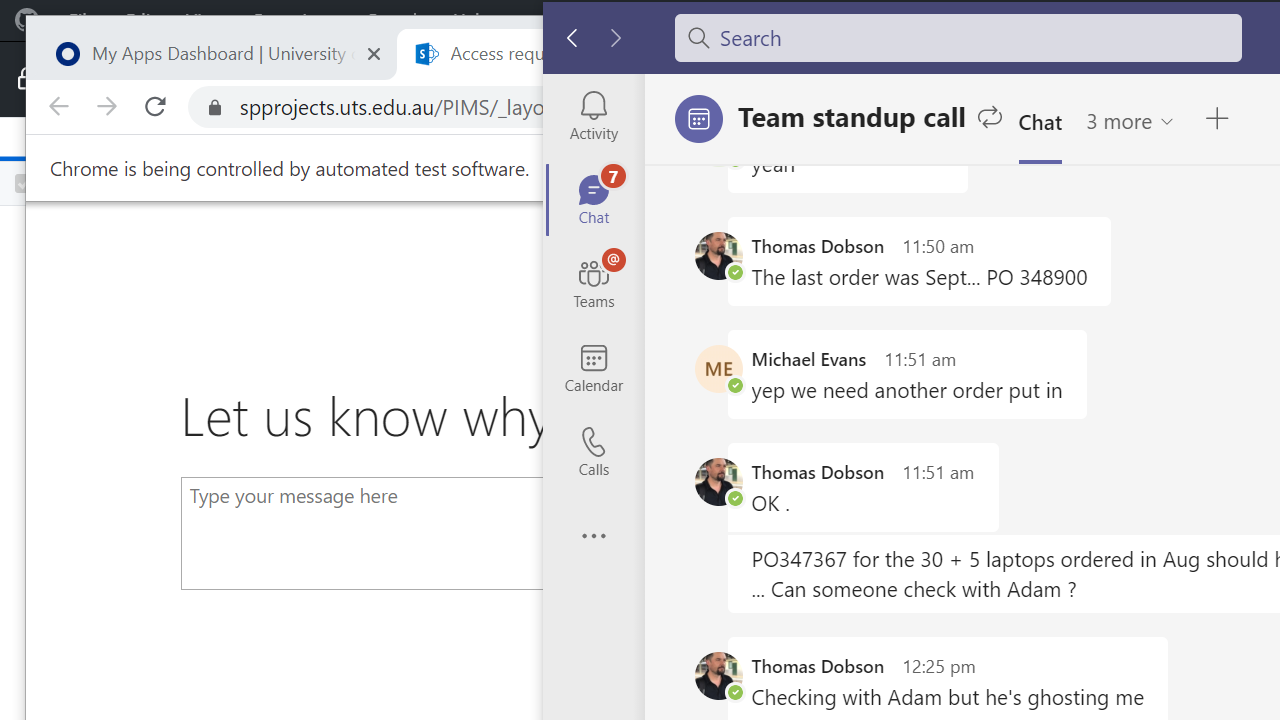 My Apps Dashboard | University
Access requ
spprojects.uts.edu.au/PIMS/_layo
Chrome is being controlled by automated test software.
Let us know why
Type your message here
Search
Activity
7
Chat
@
Teams
Calendar
Calls
Team standup call
Chat
3 more
yeah
Thomas Dobson 11:50 am
The last order was Sept... PO 348900
ME
Michael Evans 11:51 am
yep we need another order put in
Thomas Dobson 11:51 am
OK .
PO347367 for the 30 + 5 laptops ordered in Aug should h
... Can someone check with Adam ?
Thomas Dobson 12:25 pm
Checking with Adam but he's ghosting me